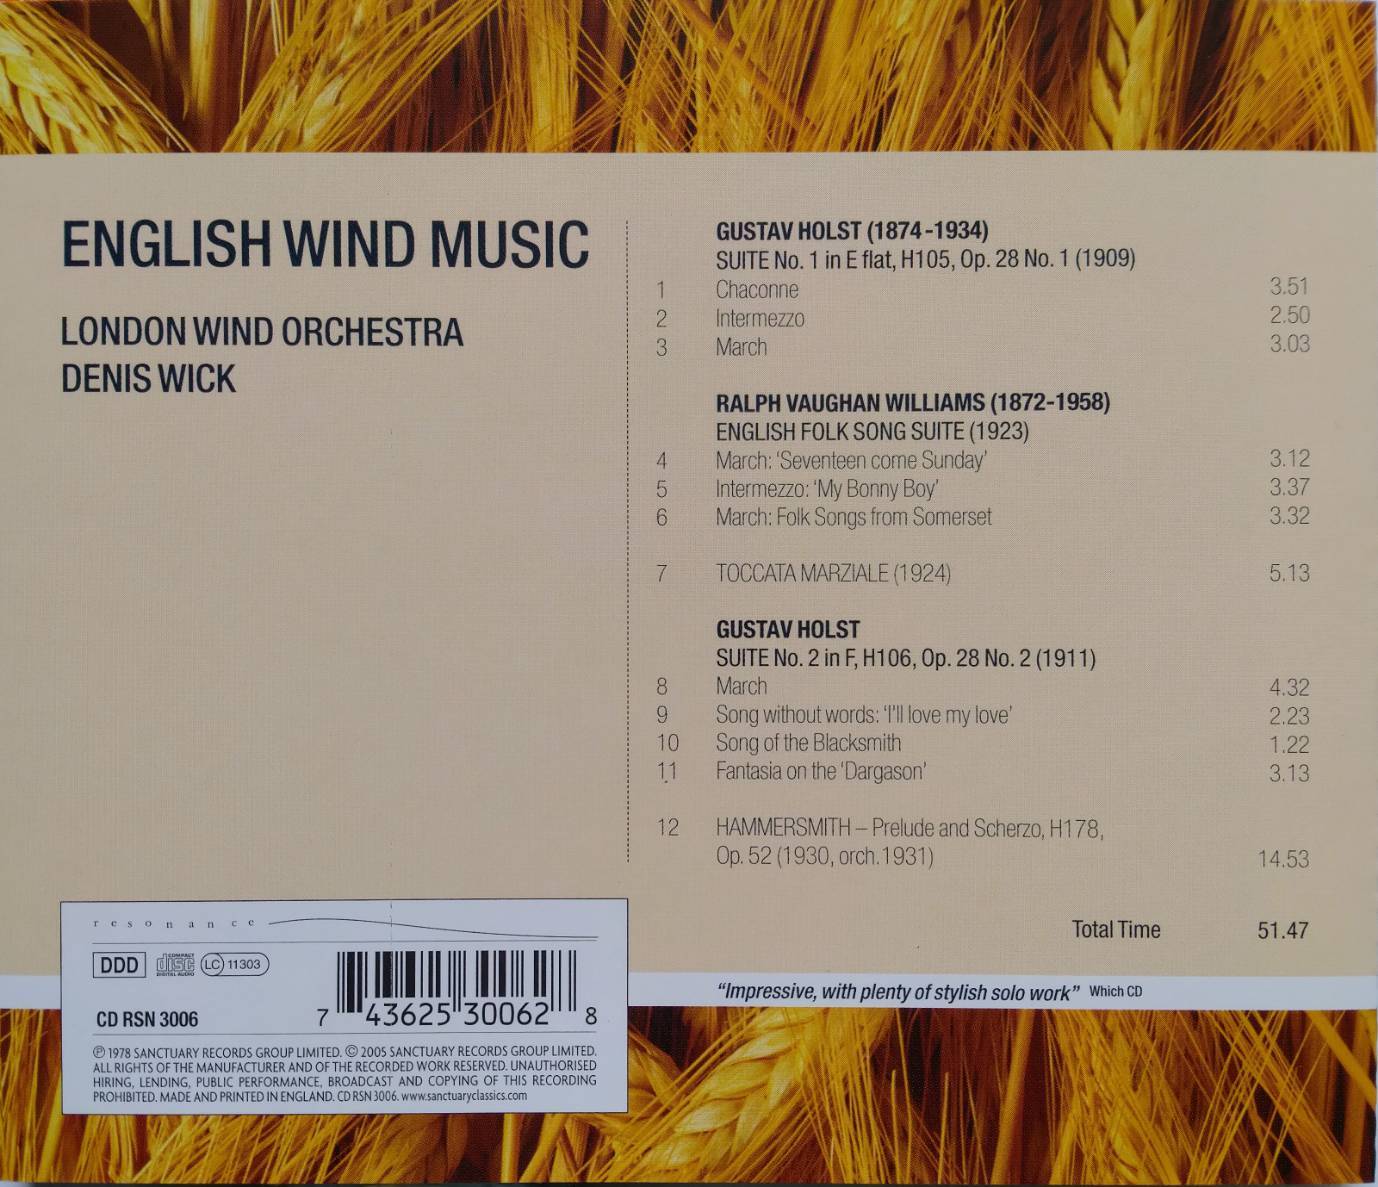 ENGLISH WIND MUSIC
LONDON WIND ORCHESTRA
DENIS WICK
GUSTAV HOLST (1874-1934)
SUITE No. 1 in E flat, H105, Op. 28 No. 1 (1909)
1 Chaconne 3.51
2 Intermezzo 2.50
3 March 3.03
RALPH VAUGHAN WILLIAMS (1872-1958)
ENGLISH FOLK SONG SUITE (1923)
4 March: ‘Seventeen come Sunday’ 3.12
5 Intermezzo: ‘My Bonny Boy’ 3.37
6 March: Folk Songs from Somerset 3.32
7 TOCCATA MARZIALE (1924) 5.13
GUSTAV HOLST
SUITE No. 2 in F, H106, Op. 28 No. 2 (1911)
8 March 4.32
9 Song without words: ‘I’ll love my love’ 2.23
10 Song of the Blacksmith 1.22
11 Fantasia on the ‘Dargason’ 3.13
12 HAMMERSMITH – Prelude and Scherzo, H178,
Op. 52 (1930, orch.1931) 14.53
Total Time 51.47
“Impressive, with plenty of stylish solo work” Which CD
resonance
DDD COMPACT disc DIGITAL AUDIO LC 11303
CD RSN 3006
7 43625 30062 8
℗ 1978 SANCTUARY RECORDS GROUP LIMITED. © 2005 SANCTUARY RECORDS GROUP LIMITED.
ALL RIGHTS OF THE MANUFACTURER AND OF THE RECORDED WORK RESERVED. UNAUTHORISED
HIRING, LENDING, PUBLIC PERFORMANCE, BROADCAST AND COPYING OF THIS RECORDING
PROHIBITED. MADE AND PRINTED IN ENGLAND. CD RSN 3006. www.sanctuaryclassics.com